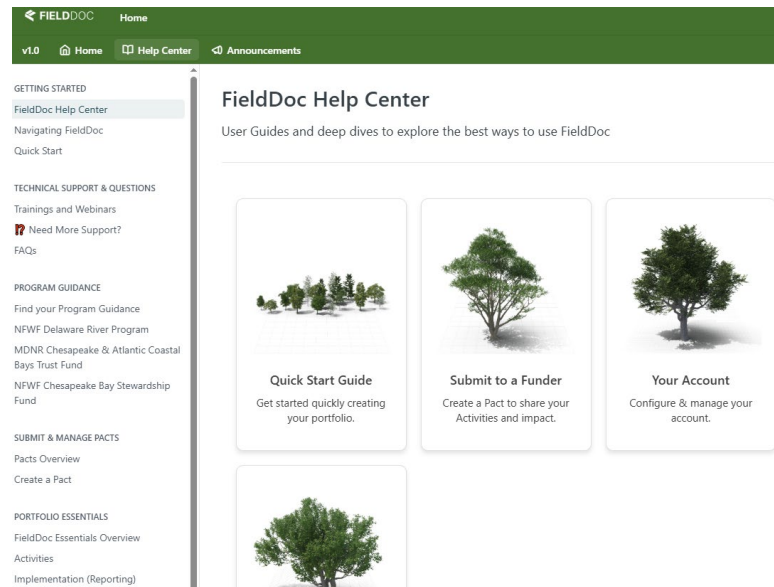 FIELDDOC Home
v1.0 Home Help Center Announcements
GETTING STARTED
FieldDoc Help Center
Navigating FieldDoc
Quick Start
TECHNICAL SUPPORT & QUESTIONS
Trainings and Webinars
⁉️ Need More Support?
FAQs
PROGRAM GUIDANCE
Find your Program Guidance
NFWF Delaware River Program
MDNR Chesapeake & Atlantic Coastal
Bays Trust Fund
NFWF Chesapeake Bay Stewardship
Fund
SUBMIT & MANAGE PACTS
Pacts Overview
Create a Pact
PORTFOLIO ESSENTIALS
FieldDoc Essentials Overview
Activities
Implementation (Reporting)
FieldDoc Help Center
User Guides and deep dives to explore the best ways to use FieldDoc
Quick Start Guide
Get started quickly creating
your portfolio.
Submit to a Funder
Create a Pact to share your
Activities and impact.
Your Account
Configure & manage your
account.